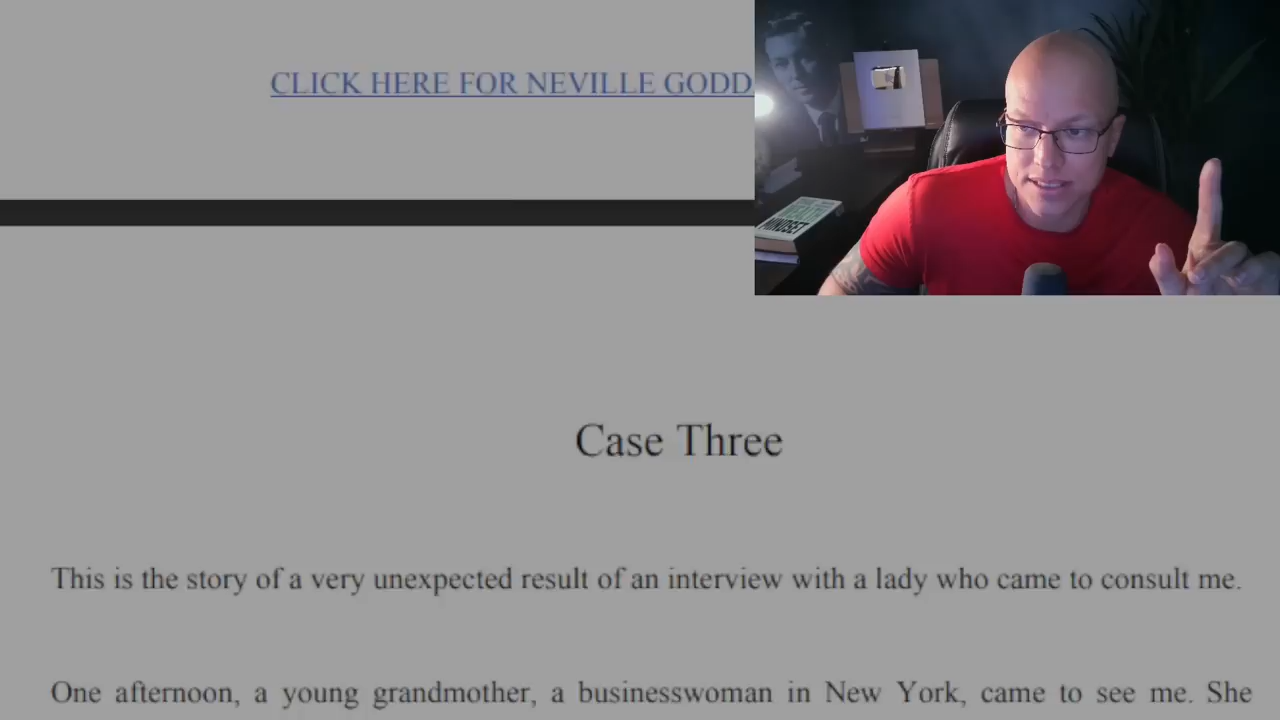 CLICK HERE FOR NEVILLE GODD
MINDSET
Case Three
This is the story of a very unexpected result of an interview with a lady who came to consult me.
One afternoon, a young grandmother, a businesswoman in New York, came to see me. She